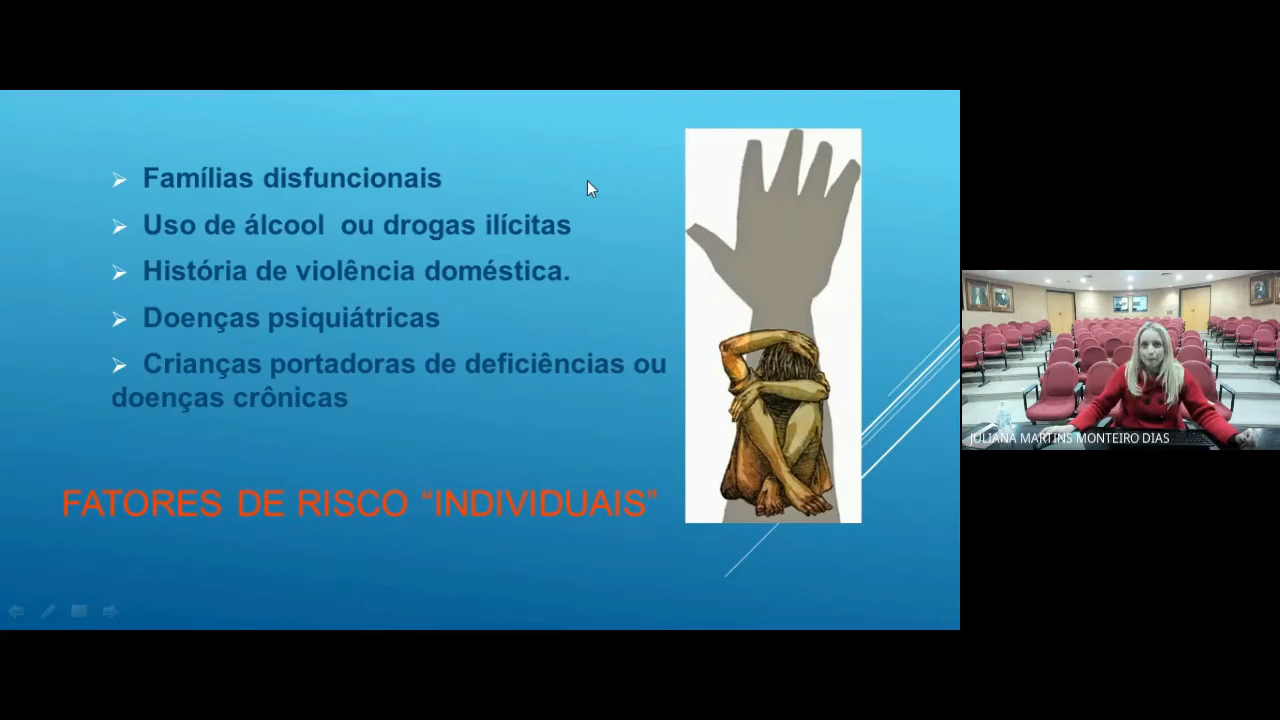 Famílias disfuncionais
Uso de álcool  ou drogas ilícitas
História de violência doméstica.
Doenças psiquiátricas
Crianças portadoras de deficiências ou
doenças crônicas
FATORES DE RISCO “INDIVIDUAIS”
JULIANA MARTINS MONTEIRO DIAS